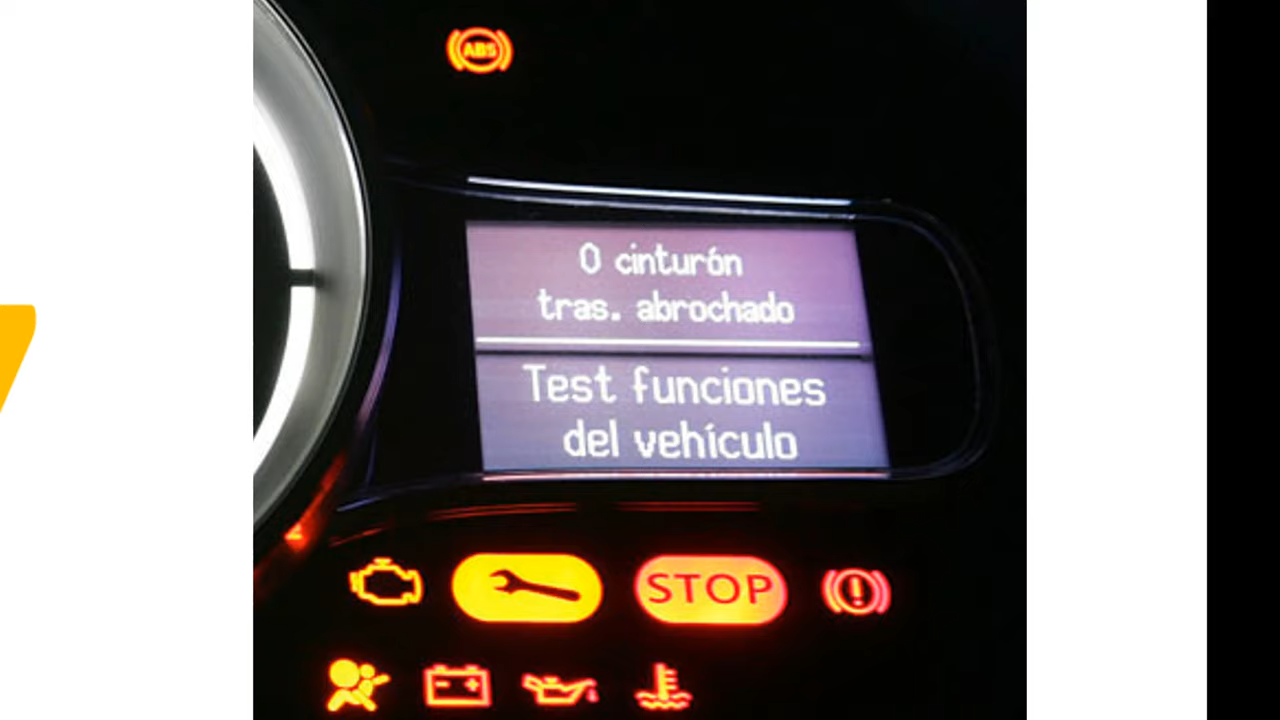 ABS
0 cinturón
tras. abrochado
Test funciones
del vehículo
STOP